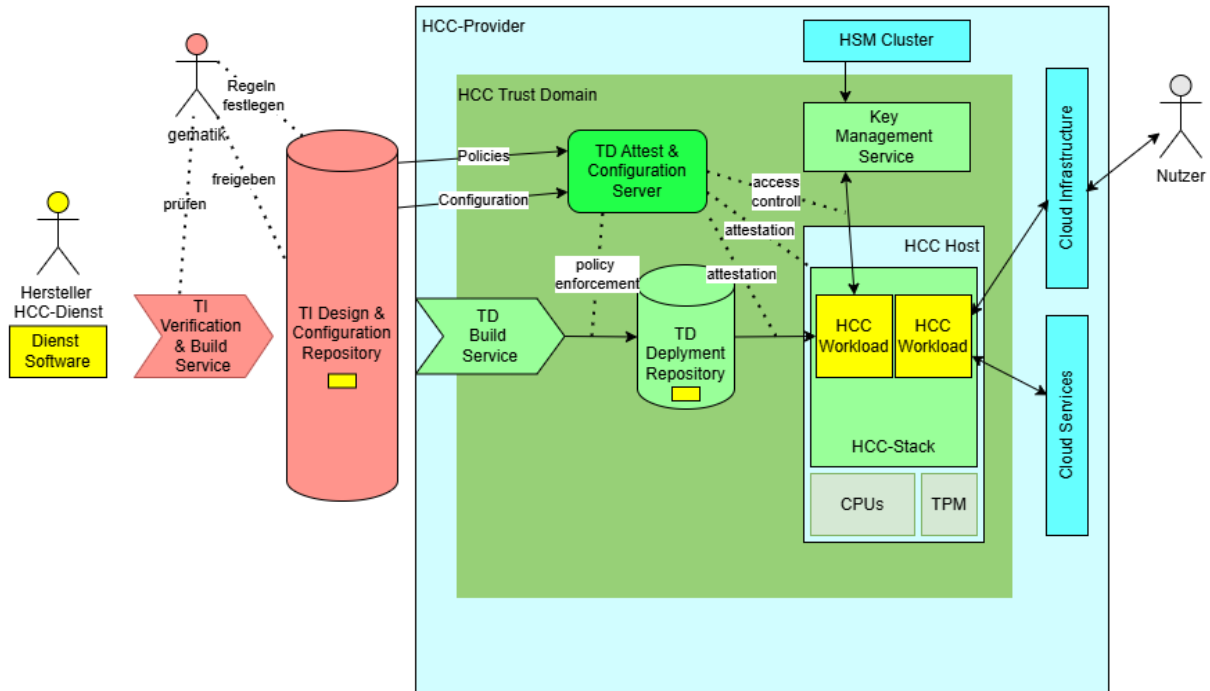 HCC-Provider
HSM Cluster
HCC Trust Domain
Regeln
festlegen
gematik
Policies
TD Attest &
Configuration
Server
Key
Management
Service
Cloud Infrastructure
Nutzer
freigeben
prüfen
Configuration
access
controll
attestation
attestation
HCC Host
policy
enforcement
Hersteller
HCC-Dienst
Dienst
Software
TI
Verification
& Build
Service
TI Design &
Configuration
Repository
TD
Build
Service
TD
Deplyment
Repository
HCC
Workload
HCC
Workload
HCC-Stack
Cloud Services
CPUs
TPM